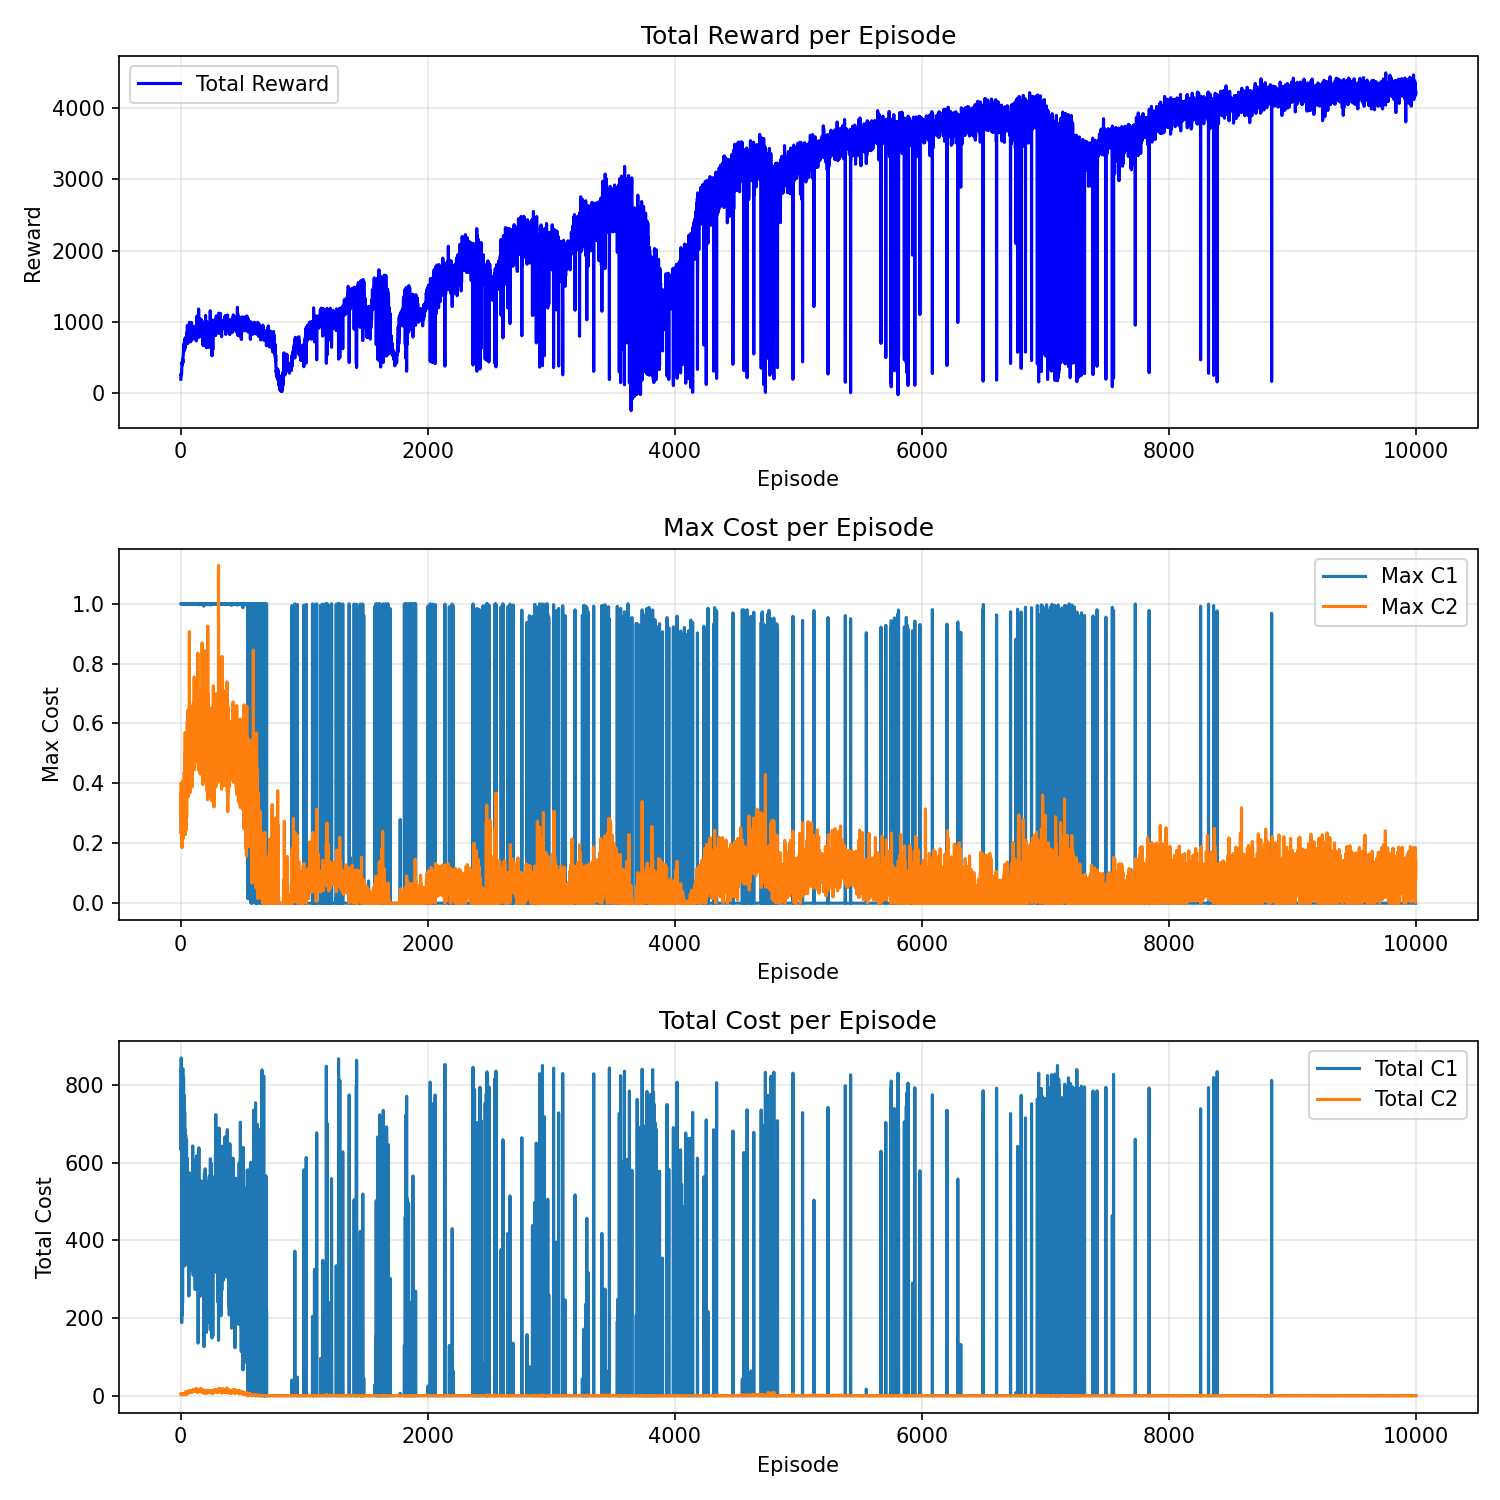 Total Reward per Episode
Total Reward
Reward
4000
3000
2000
1000
0
0 2000 4000 6000 8000 10000
Episode
Max Cost per Episode
Max C1
Max C2
Max Cost
1.0
0.8
0.6
0.4
0.2
0.0
0 2000 4000 6000 8000 10000
Episode
Total Cost per Episode
Total C1
Total C2
Total Cost
800
600
400
200
0
0 2000 4000 6000 8000 10000
Episode